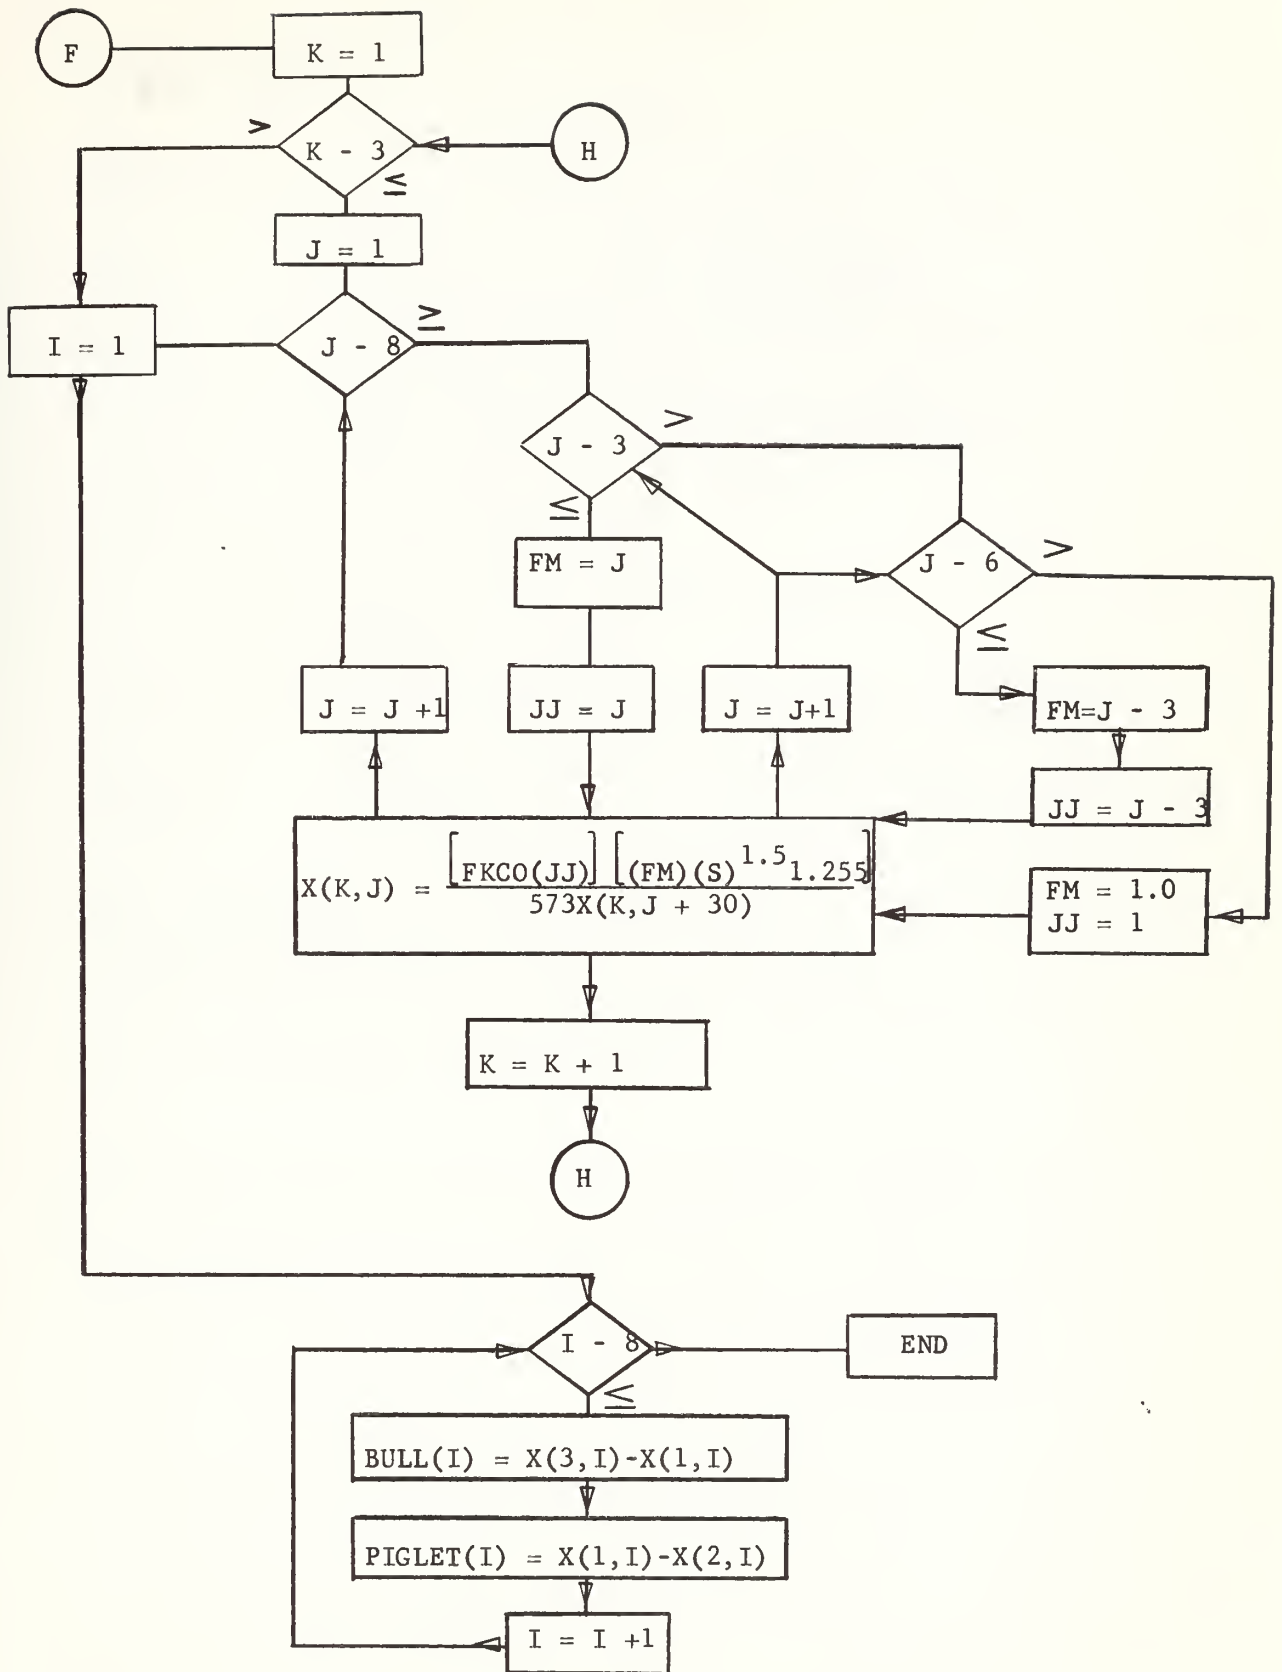 F
K = 1
>
K - 3
H
≤
J = 1
I = 1
J - 8
≥
J - 3
>
≤
FM = J
J - 6
>
≤
J = J +1
JJ = J
J = J+1
FM=J - 3
JJ = J - 3
X(K,J) = [FKCO(JJ)] [(FM)(S)^1.5 1.255]
573X(K,J + 30)
FM = 1.0
JJ = 1
K = K + 1
H
I - 8
END
≤
BULL(I) = X(3,I)-X(1,I)
PIGLET(I) = X(1,I)-X(2,I)
I = I +1